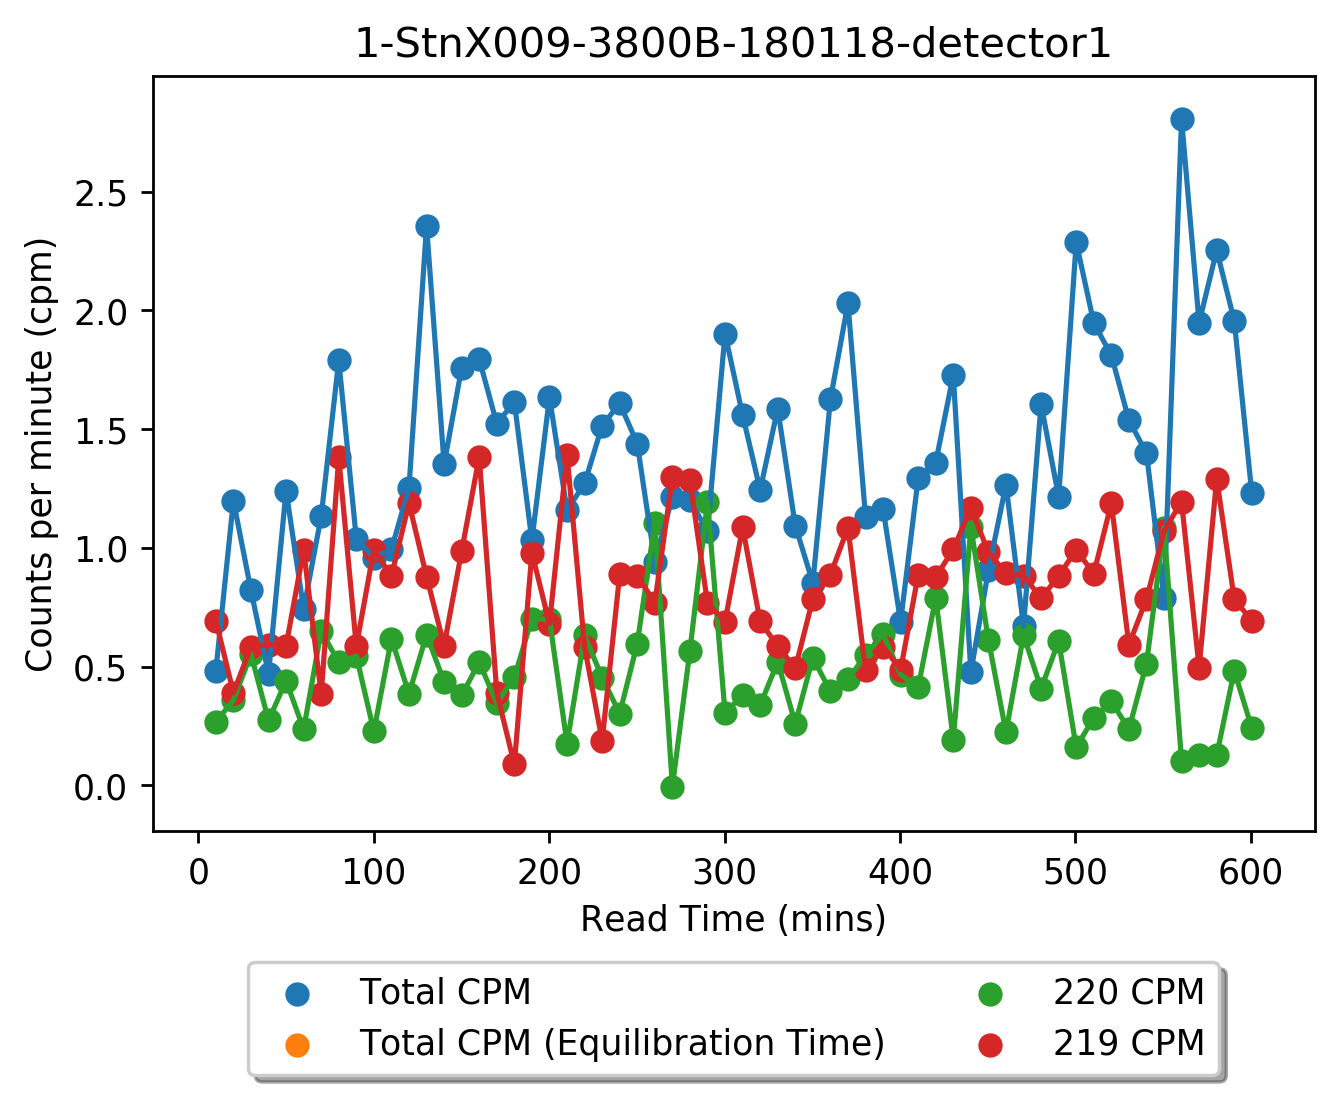 1-StnX009-3800B-180118-detector1
Counts per minute (cpm)
2.5
2.0
1.5
1.0
0.5
0.0
0 100 200 300 400 500 600
Read Time (mins)
Total CPM 220 CPM
Total CPM (Equilibration Time) 219 CPM